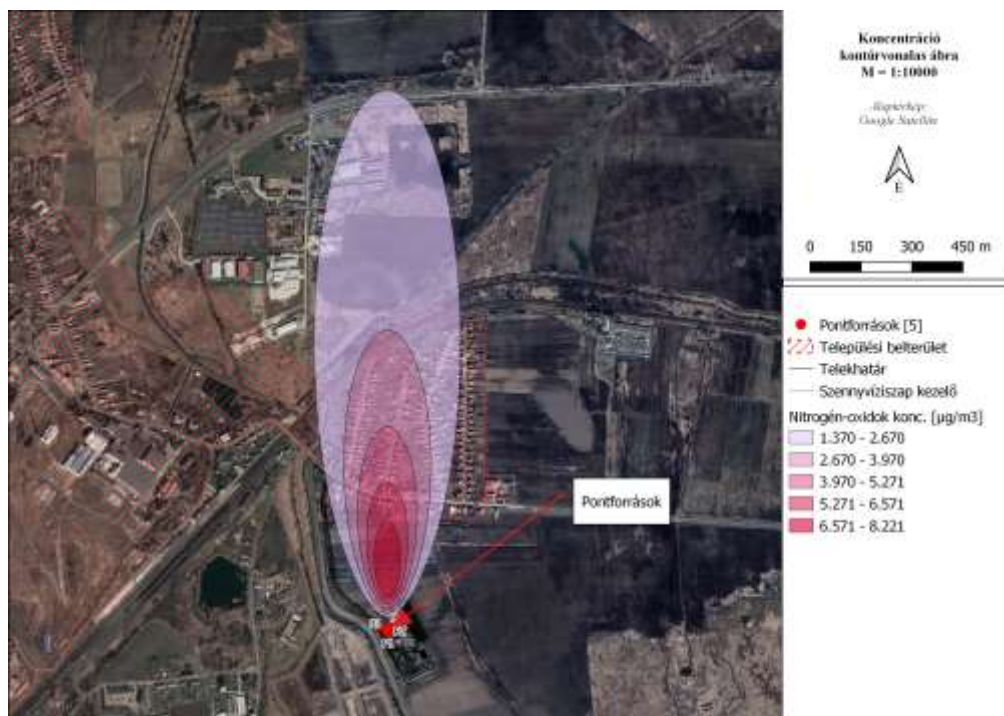 Koncentráció
kontúrvonalas ábra
M = 1:10000
Alaptérkép:
Google Satellite
É
0 150 300 450 m
Pontforrások [5]
Települési belterület
Telekhatár
Szennyvíziszap kezelő
Nitrogén-oxidok konc. [µg/m3]
1.370 - 2.670
2.670 - 3.970
3.970 - 5.271
5.271 - 6.571
6.571 - 8.221
Pontforrások